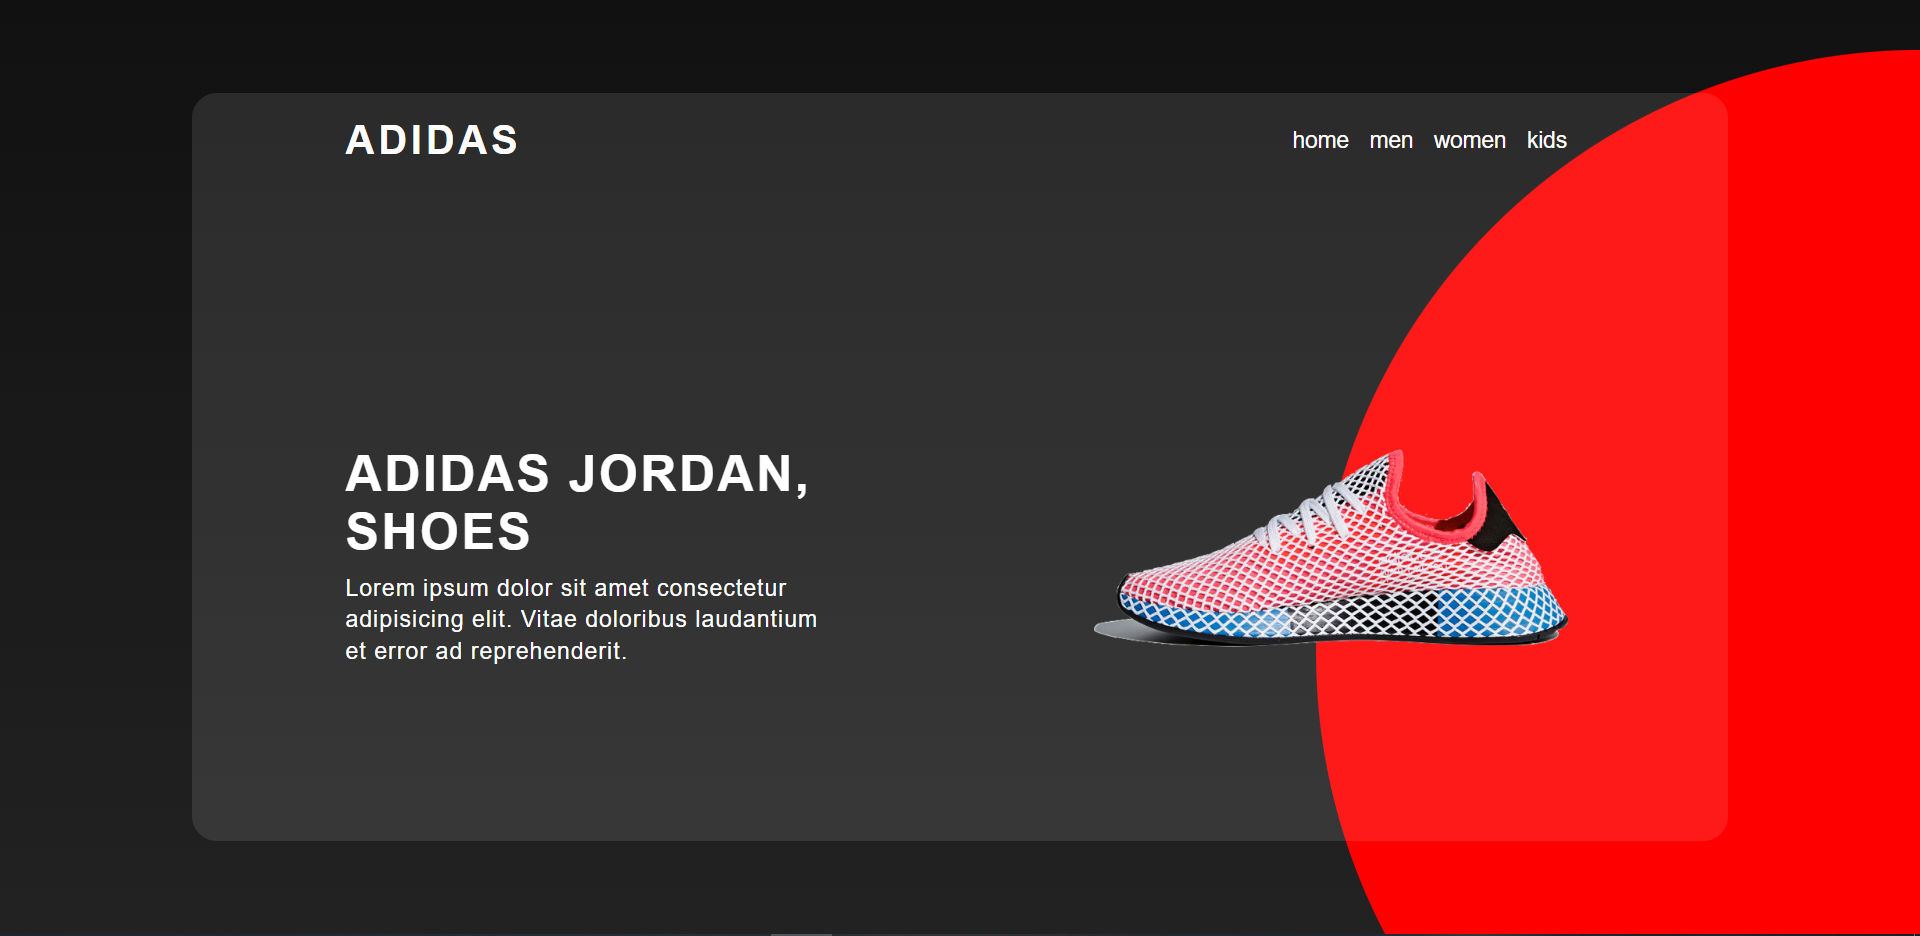 ADIDAS
home men women kids
ADIDAS JORDAN,
SHOES
Lorem ipsum dolor sit amet consectetur
adipisicing elit. Vitae doloribus laudantium
et error ad reprehenderit.